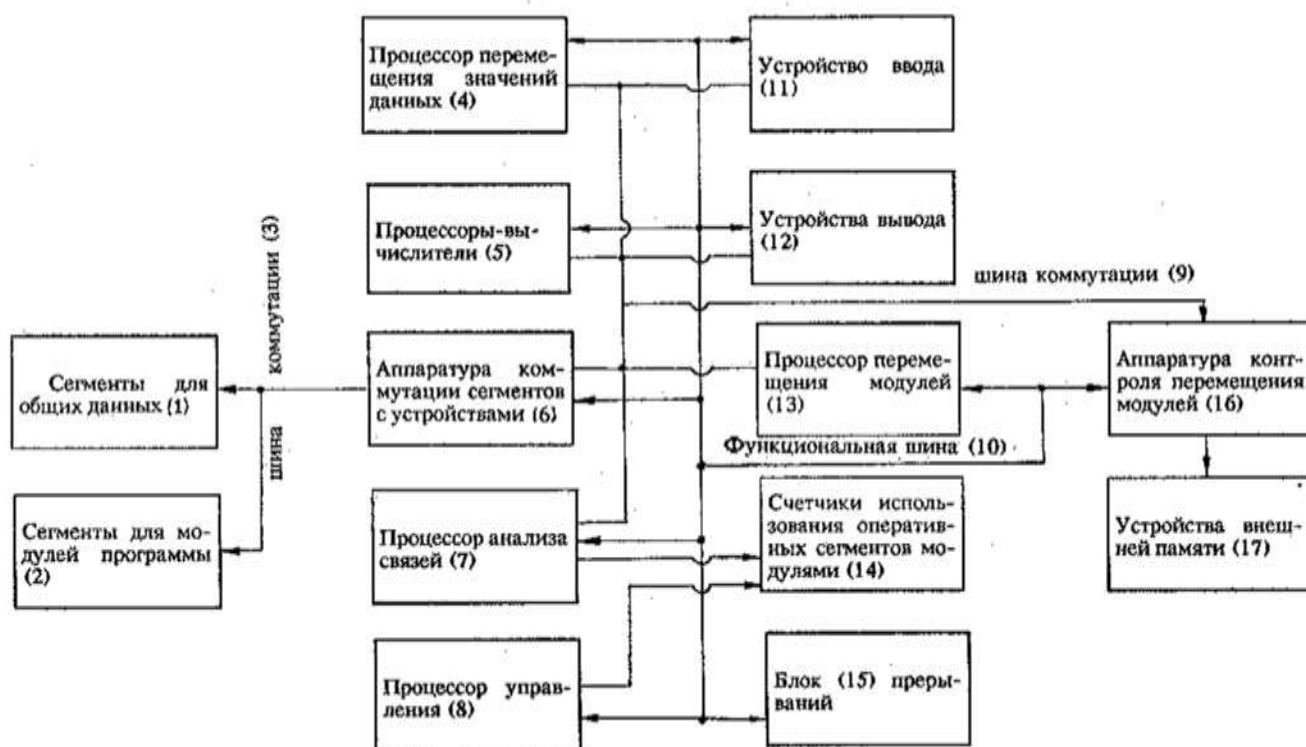 Процессор переме-
щения значений
данных (4)
Устройство ввода
(11)
Процессоры-вы-
числители (5)
Устройства вывода
(12)
шина коммутации (3)
шина коммутации (9)
Сегменты для
общих данных (1)
Аппаратура ком-
мутации сегментов
с устройствами (6)
Процессор переме-
щения модулей
(13)
Аппаратура конт-
роля перемещения
модулей (16)
Функциональная шина (10)
Сегменты для мо-
дулей программы
(2)
Процессор анализа
связей (7)
Счетчики исполь-
зования оператив-
ных сегментов мо-
дулями (14)
Устройства внеш-
ней памяти (17)
Процессор управ-
ления (8)
Блок (15) преры-
ваний